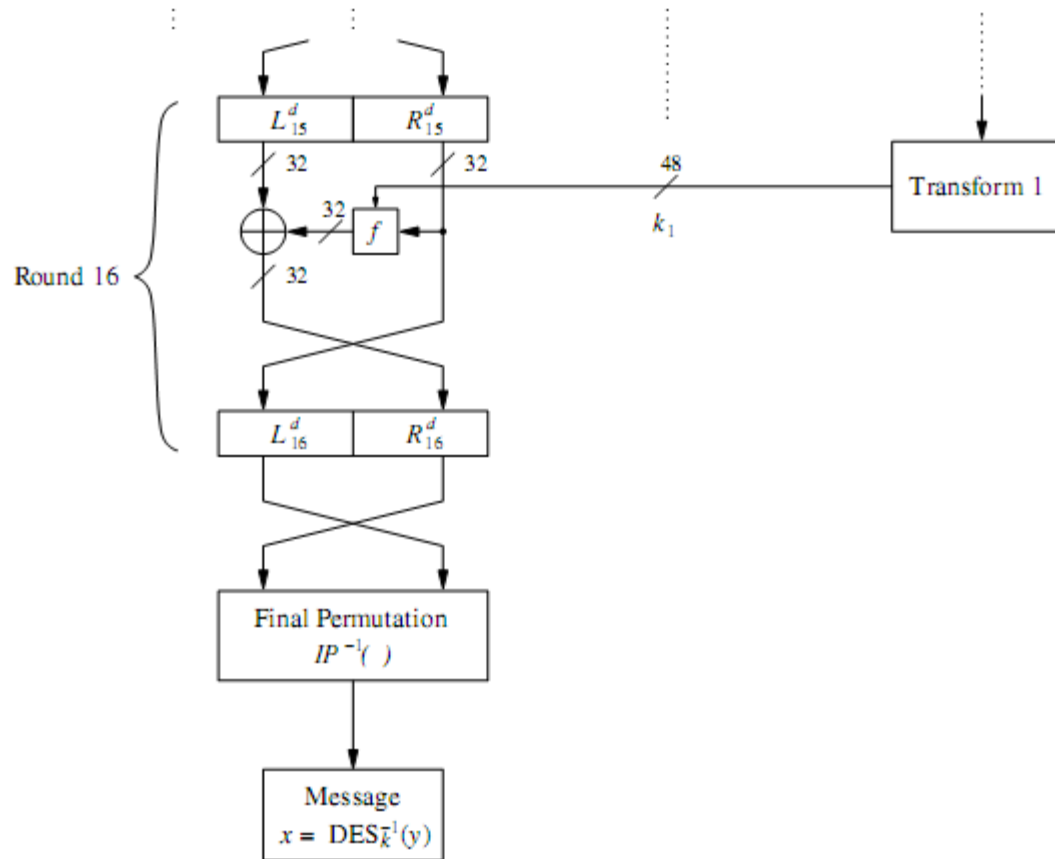 L^d_15 R^d_15
32 32
48
Transform 1
32
f
k_1
Round 16
32
L^d_16 R^d_16
Final Permutation
IP^−1( )
Message
x = DES^−1_k(y)